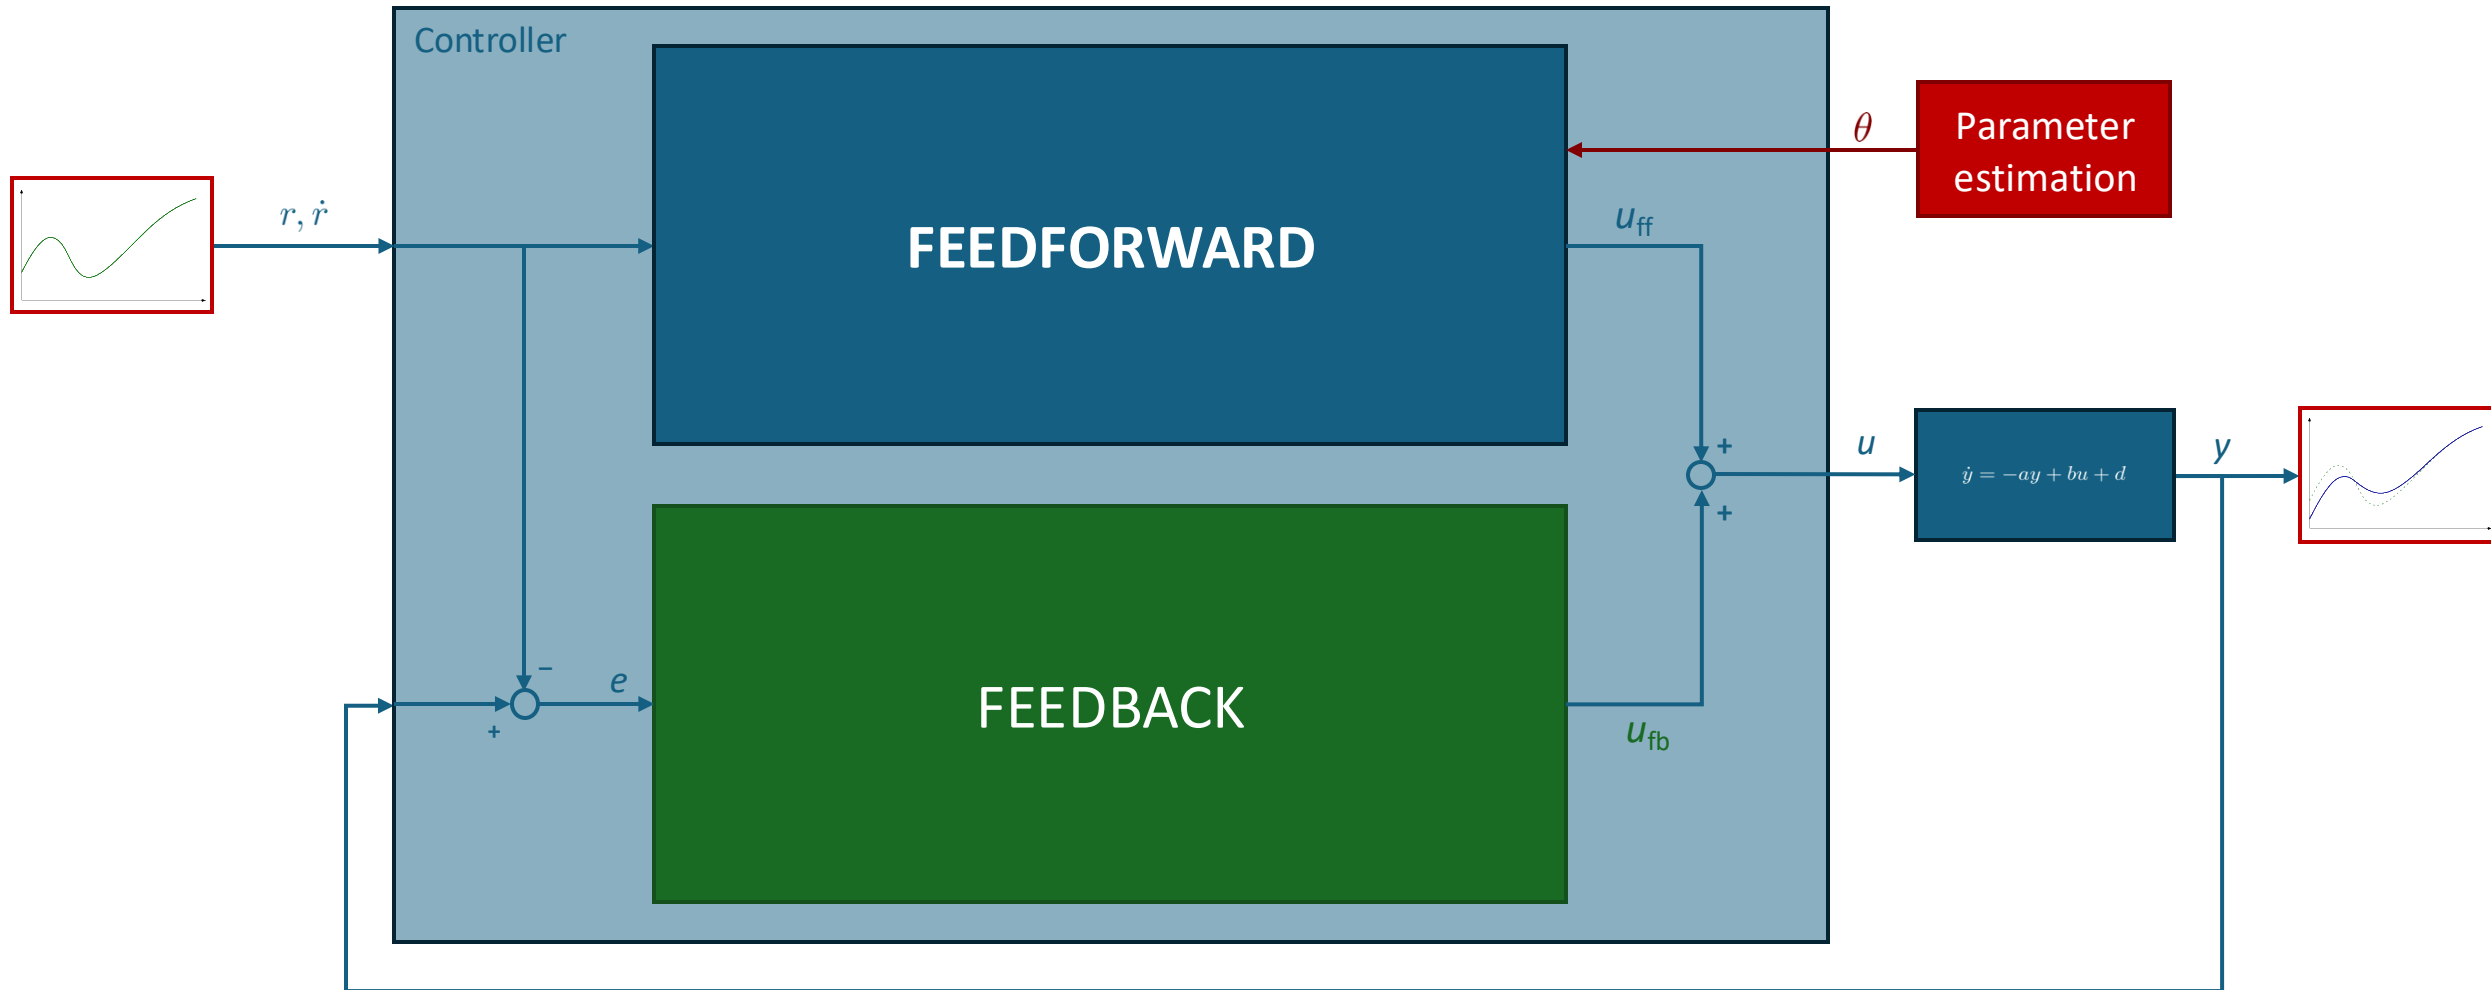 Controller
FEEDFORWARD
θ
Parameter
estimation
r, ṙ
u_ff
+
u
ẏ = −ay + bu + d
y
+
−
e
+
FEEDBACK
u_fb